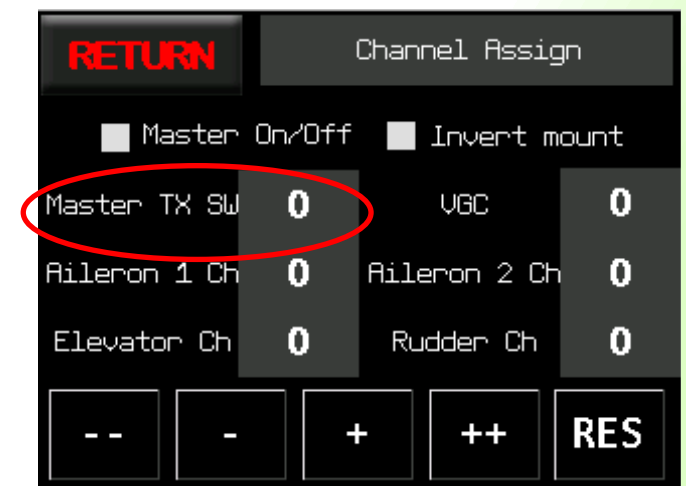 RETURN Channel Assign
Master On/Off Invert mount
Master TX SW 0 VGC 0
Aileron 1 Ch 0 Aileron 2 Ch 0
Elevator Ch 0 Rudder Ch 0
-- - + ++ RES